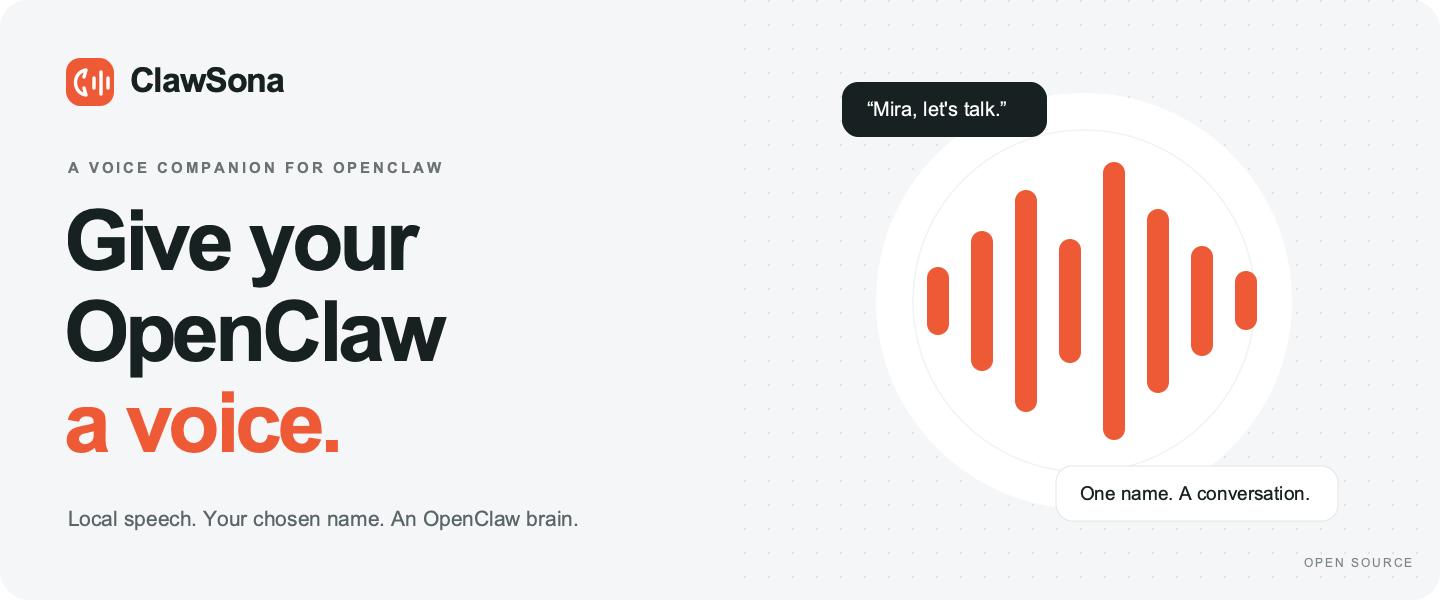 ClawSona
A VOICE COMPANION FOR OPENCLAW
Give your
OpenClaw
a voice.
Local speech. Your chosen name. An OpenClaw brain.
“Mira, let's talk.”
One name. A conversation.
OPEN SOURCE